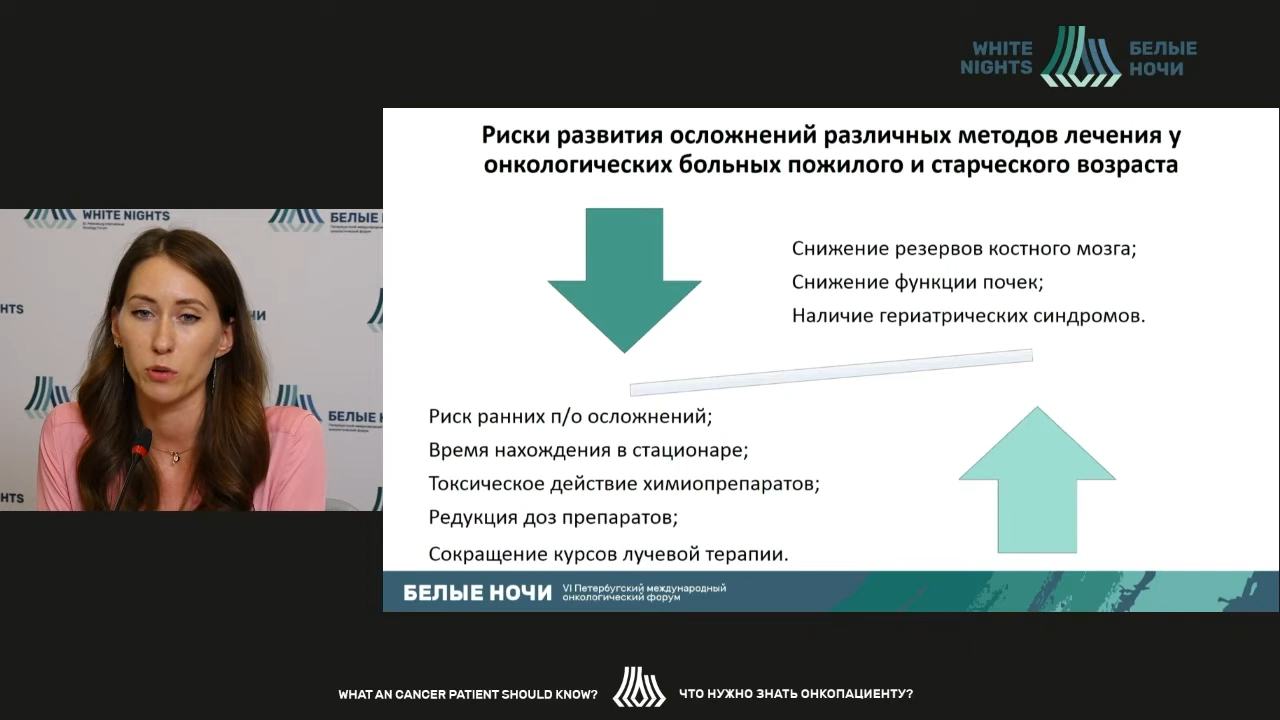 WHITE
NIGHTS
БЕЛЫЕ
НОЧИ
Риски развития осложнений различных методов лечения у
онкологических больных пожилого и старческого возраста
Снижение резервов костного мозга;
Снижение функции почек;
Наличие гериатрических синдромов.
Риск ранних п/о осложнений;
Время нахождения в стационаре;
Токсическое действие химиопрепаратов;
Редукция доз препаратов;
Сокращение курсов лучевой терапии.
БЕЛЫЕ НОЧИ
VI Петербугский международный
онкологический форум
WHITE NIGHTS
БЕЛЫЕ
НТS
НОЧИ
БЕЛЫЕ
HTS
WHAT AN CANCER PATIENT SHOULD KNOW?
ЧТО НУЖНО ЗНАТЬ ОНКОПАЦИЕНТУ?